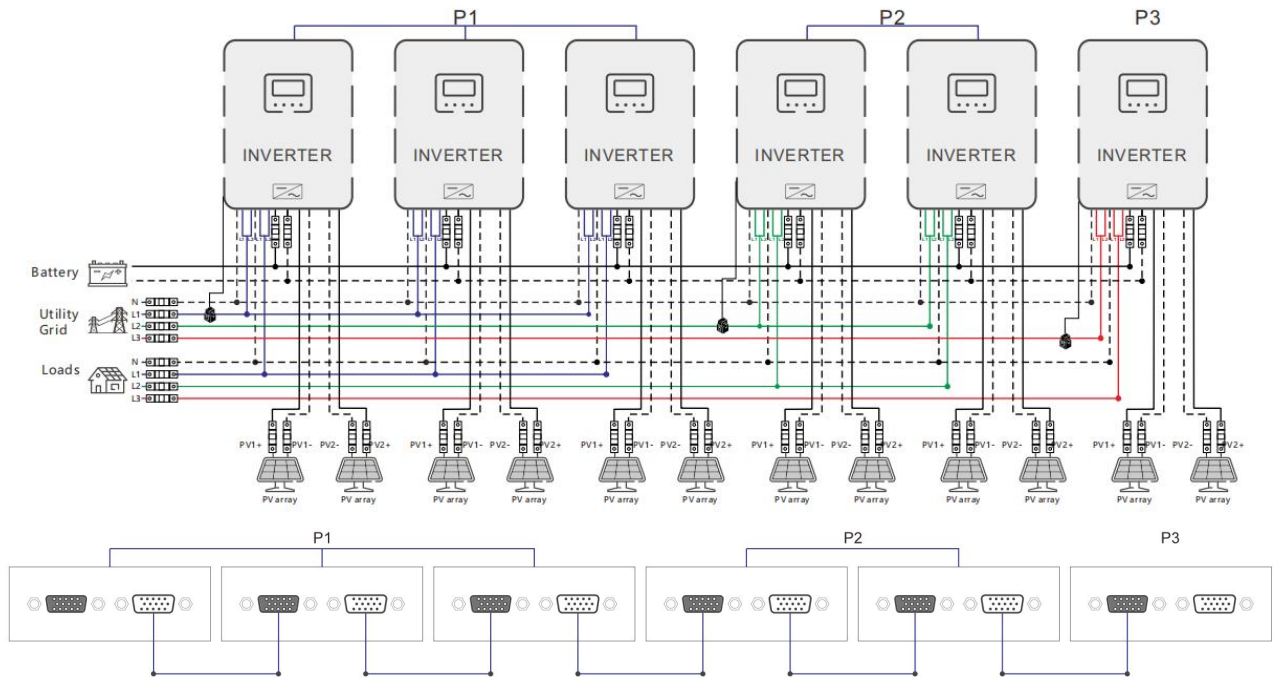 P1 P2 P3
INVERTER INVERTER INVERTER INVERTER INVERTER INVERTER
Battery
Utility
Grid
N
L1
L2
L3
Loads
N
L1
L2
L3
PV1+ PV1- PV2- PV2+ PV1+ PV1- PV2- PV2+ PV1+ PV1- PV2- PV2+ PV1+ PV1- PV2- PV2+ PV1+ PV1- PV2- PV2+ PV1+ PV1- PV2- PV2+
PV array PV array PV array PV array PV array PV array PV array PV array PV array PV array PV array PV array
P1 P2 P3